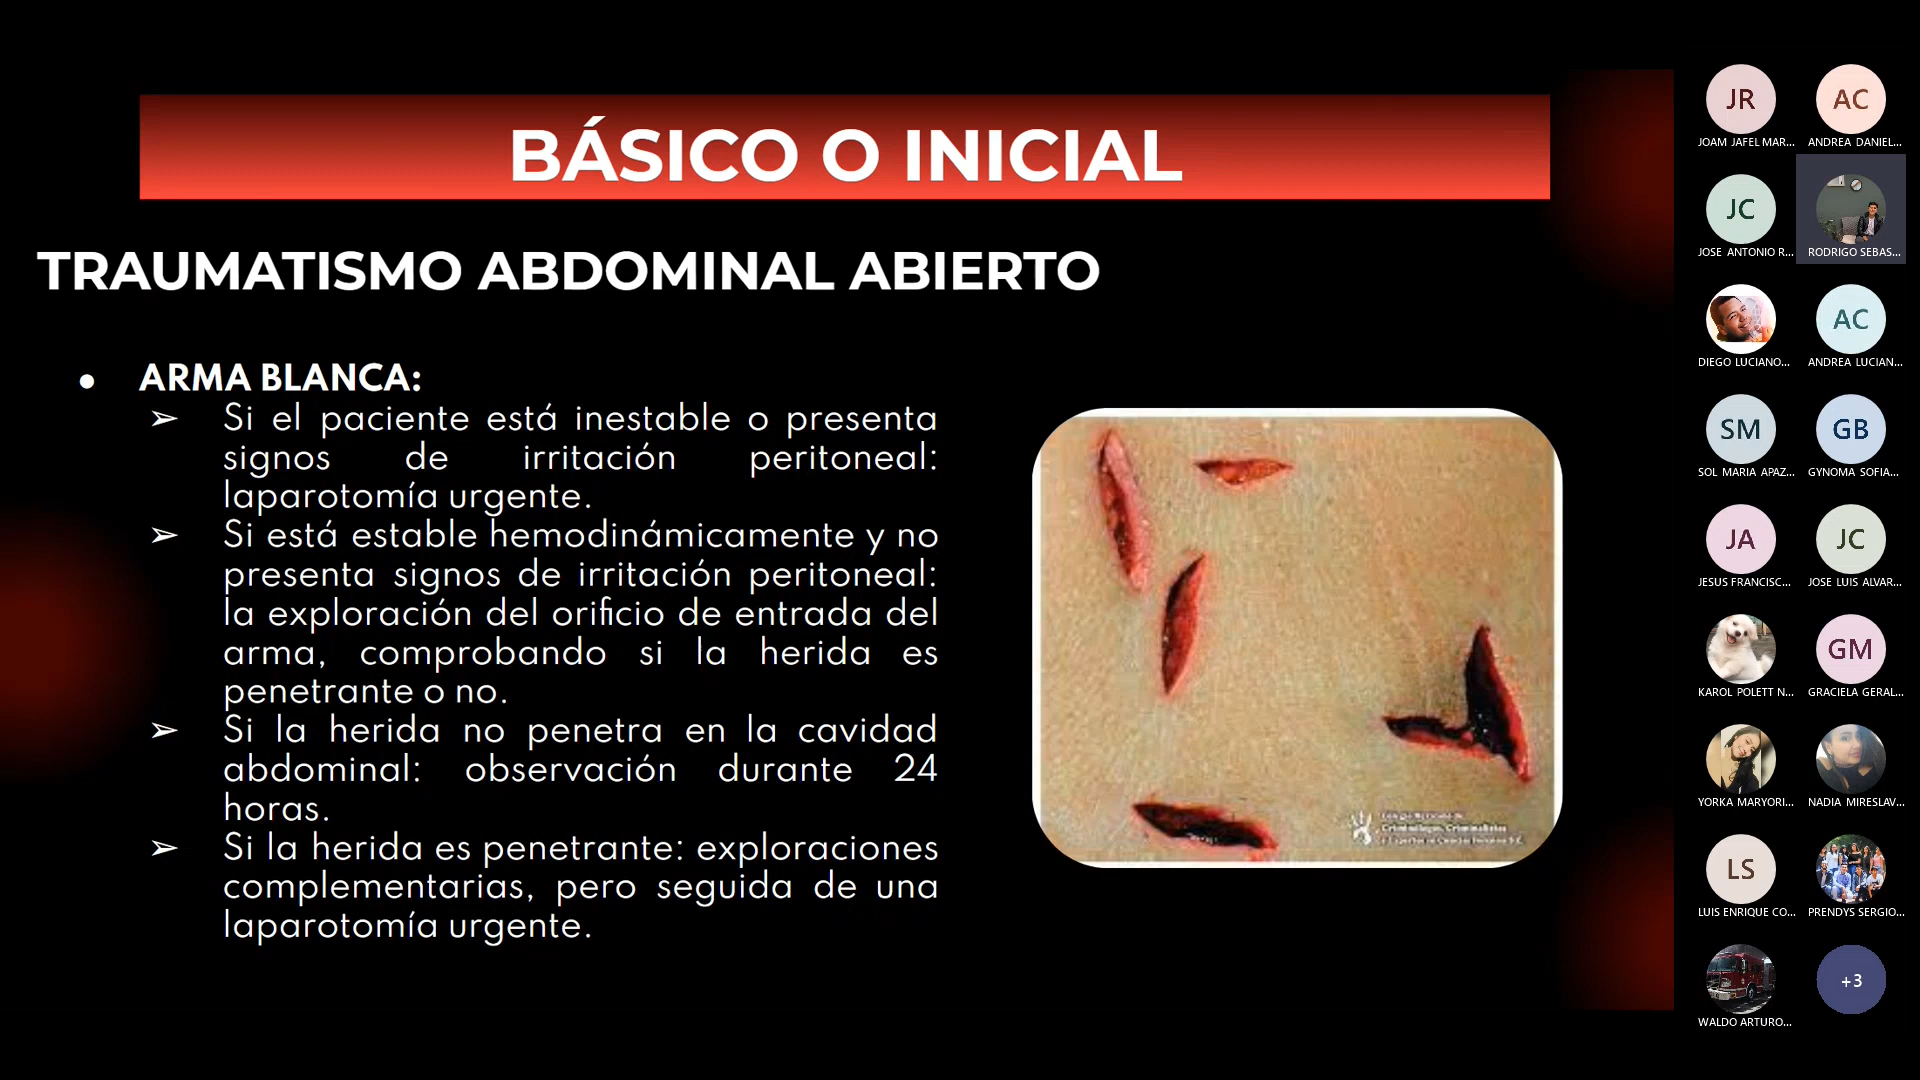 BÁSICO O INICIAL
TRAUMATISMO ABDOMINAL ABIERTO
● ARMA BLANCA:
➢ Si el paciente está inestable o presenta
signos de irritación peritoneal:
laparotomía urgente.
➢ Si está estable hemodinámicamente y no
presenta signos de irritación peritoneal:
la exploración del orificio de entrada del
arma, comprobando si la herida es
penetrante o no.
➢ Si la herida no penetra en la cavidad
abdominal: observación durante 24
horas.
➢ Si la herida es penetrante: exploraciones
complementarias, pero seguida de una
laparotomía urgente.
JR
JOAM JAFEL MAR...
AC
ANDREA DANIEL...
JC
JOSE ANTONIO R...
RODRIGO SEBAS...
DIEGO LUCIANO...
AC
ANDREA LUCIAN...
SM
SOL MARIA APAZ...
GB
GYNOMA SOFIA...
JA
JESUS FRANCISC...
JC
JOSE LUIS ALVAR...
KAROL POLETT N...
GM
GRACIELA GERAL...
YORKA MARYORI...
NADIA MIRESLAV...
LS
LUIS ENRIQUE CO...
PRENDYS SERGIO...
WALDO ARTURO...
+3